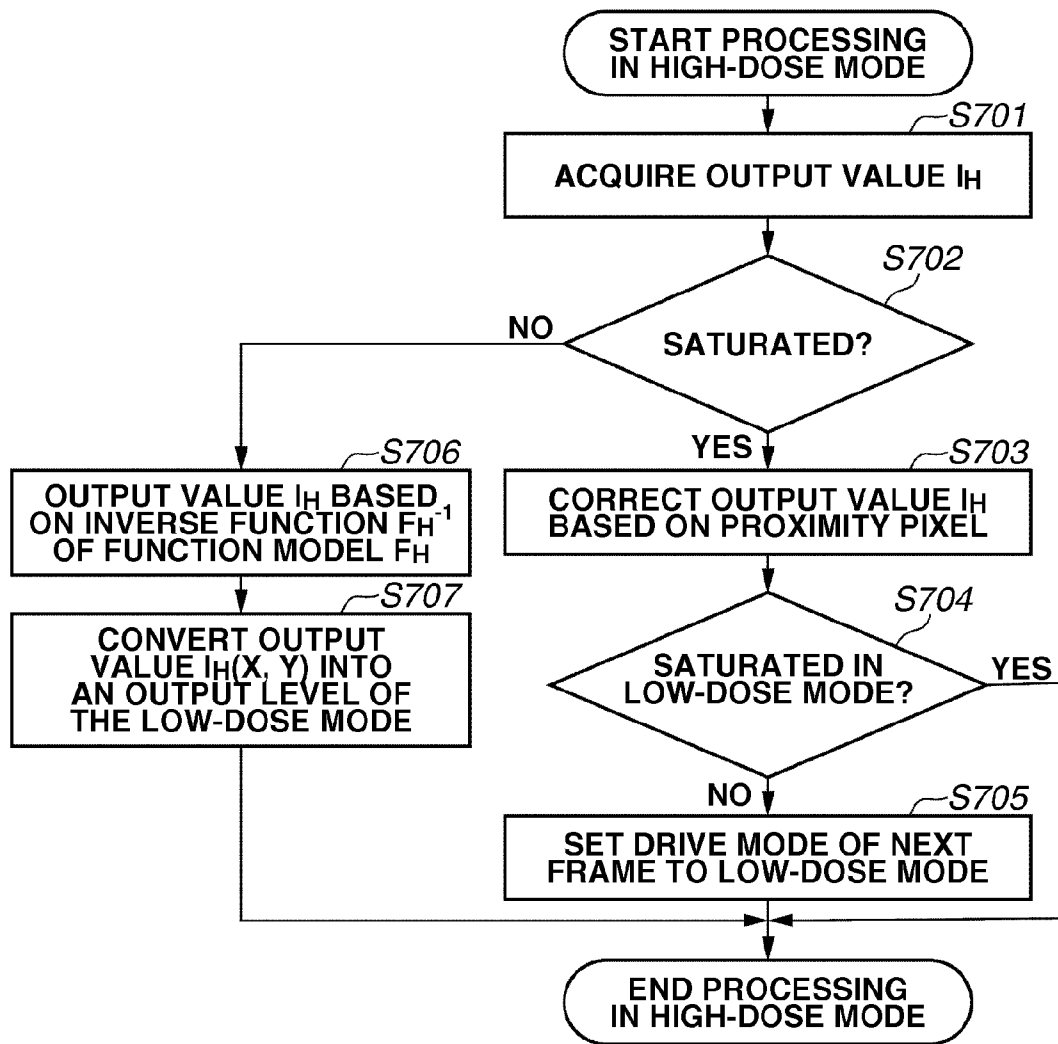 START PROCESSING
IN HIGH-DOSE MODE
S701
ACQUIRE OUTPUT VALUE IH
S702
SATURATED?
NO
YES
S706
OUTPUT VALUE IH BASED
ON INVERSE FUNCTION FH-1
OF FUNCTION MODEL FH
S703
CORRECT OUTPUT VALUE IH
BASED ON PROXIMITY PIXEL
S707
CONVERT OUTPUT
VALUE IH(X, Y) INTO
AN OUTPUT LEVEL OF
THE LOW-DOSE MODE
S704
SATURATED IN
LOW-DOSE MODE?
YES
NO
S705
SET DRIVE MODE OF NEXT
FRAME TO LOW-DOSE MODE
END PROCESSING
IN HIGH-DOSE MODE